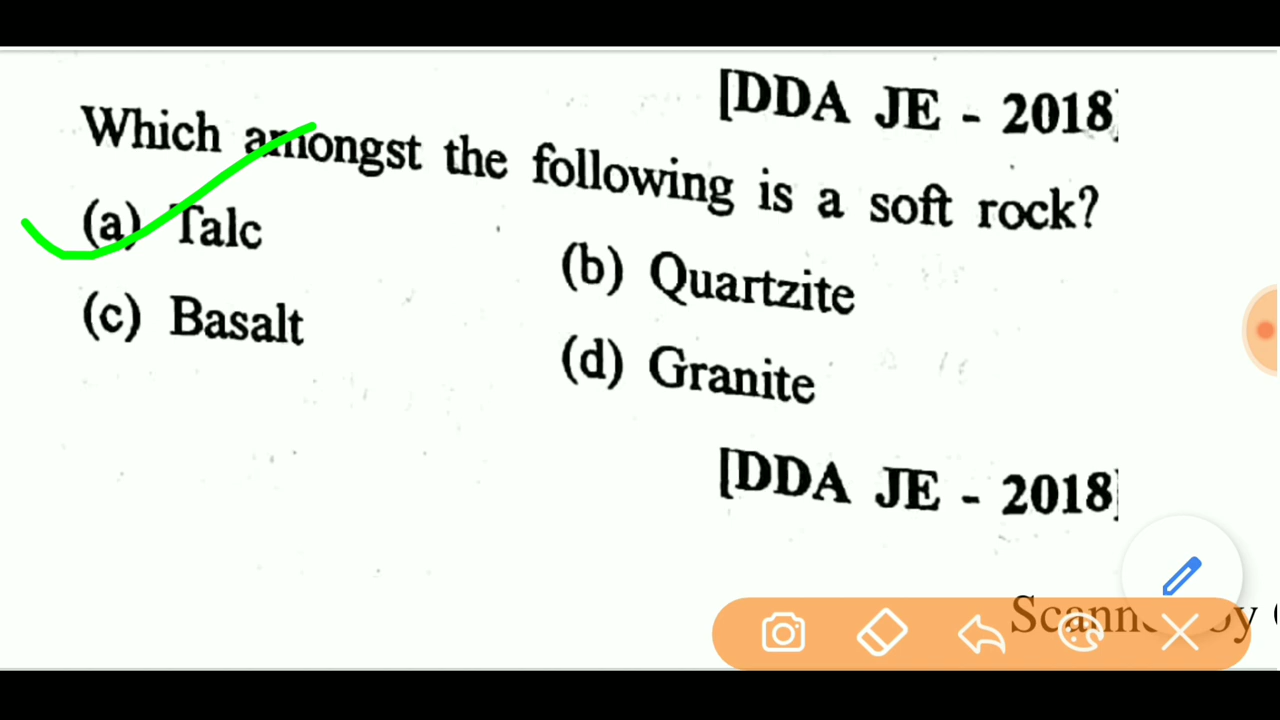 [DDA JE - 2018]
Which amongst the following is a soft rock?
(a) Talc
(b) Quartzite
(c) Basalt
(d) Granite
[DDA JE - 2018]